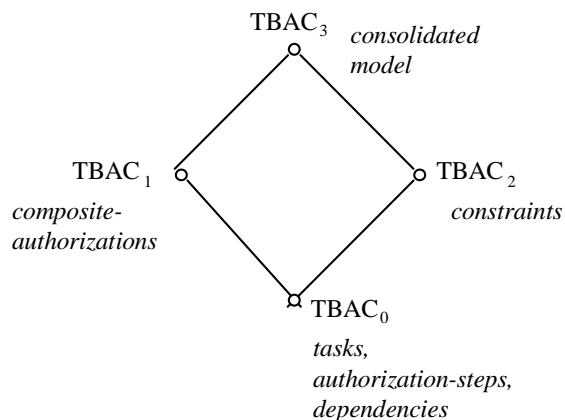 TBAC₃
consolidated
model
TBAC₁
composite-
authorizations
TBAC₂
constraints
TBAC₀
tasks,
authorization-steps,
dependencies